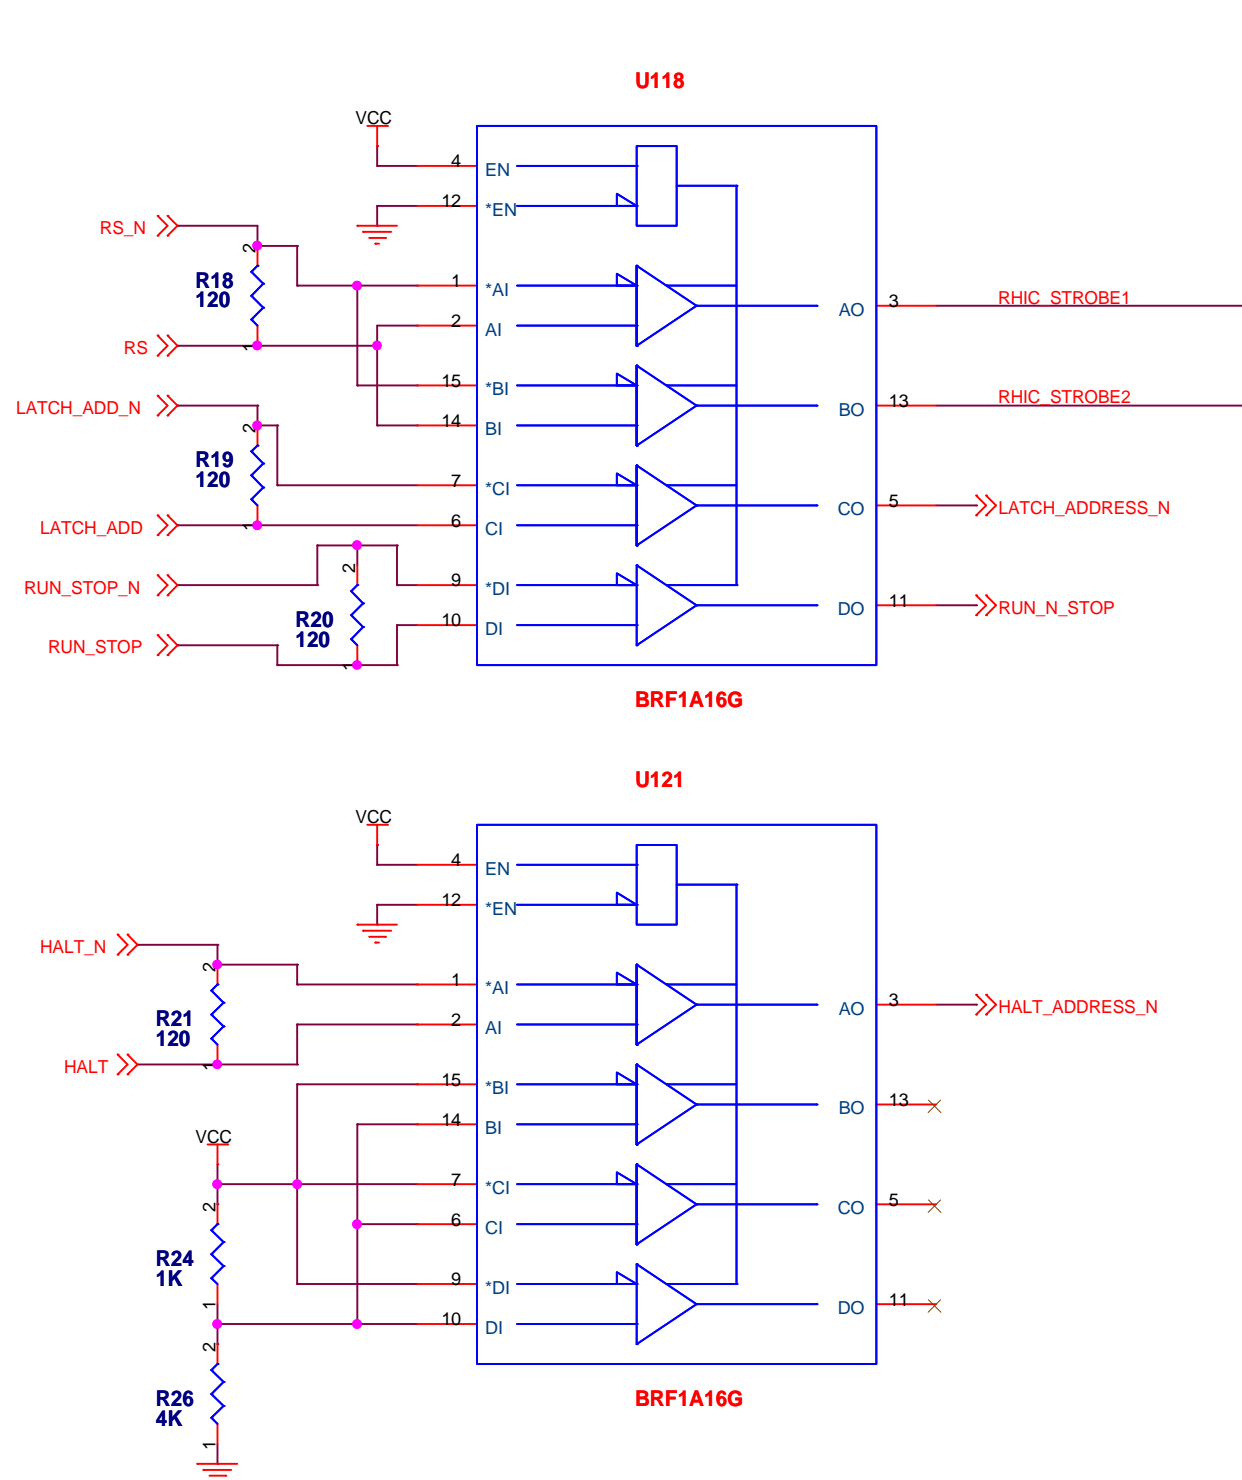 U118
VCC
4
EN
12
*EN
RS_N
2
R18
120
1
*AI
2
AI
AO
3
RHIC_STROBE1
1
RS
15
*BI
14
BI
BO
13
RHIC_STROBE2
LATCH_ADD_N
2
R19
120
7
*CI
6
CI
CO
5
LATCH_ADDRESS_N
1
LATCH_ADD
RUN_STOP_N
2
R20
120
9
*DI
10
DI
DO
11
RUN_N_STOP
RUN_STOP
1
BRF1A16G
U121
VCC
4
EN
12
*EN
HALT_N
2
R21
120
1
*AI
2
AI
AO
3
HALT_ADDRESS_N
HALT
1
15
*BI
14
BI
BO
13
VCC
7
*CI
6
CI
CO
5
2
R24
1K
1
9
*DI
10
DI
DO
11
2
R26
4K
1
BRF1A16G